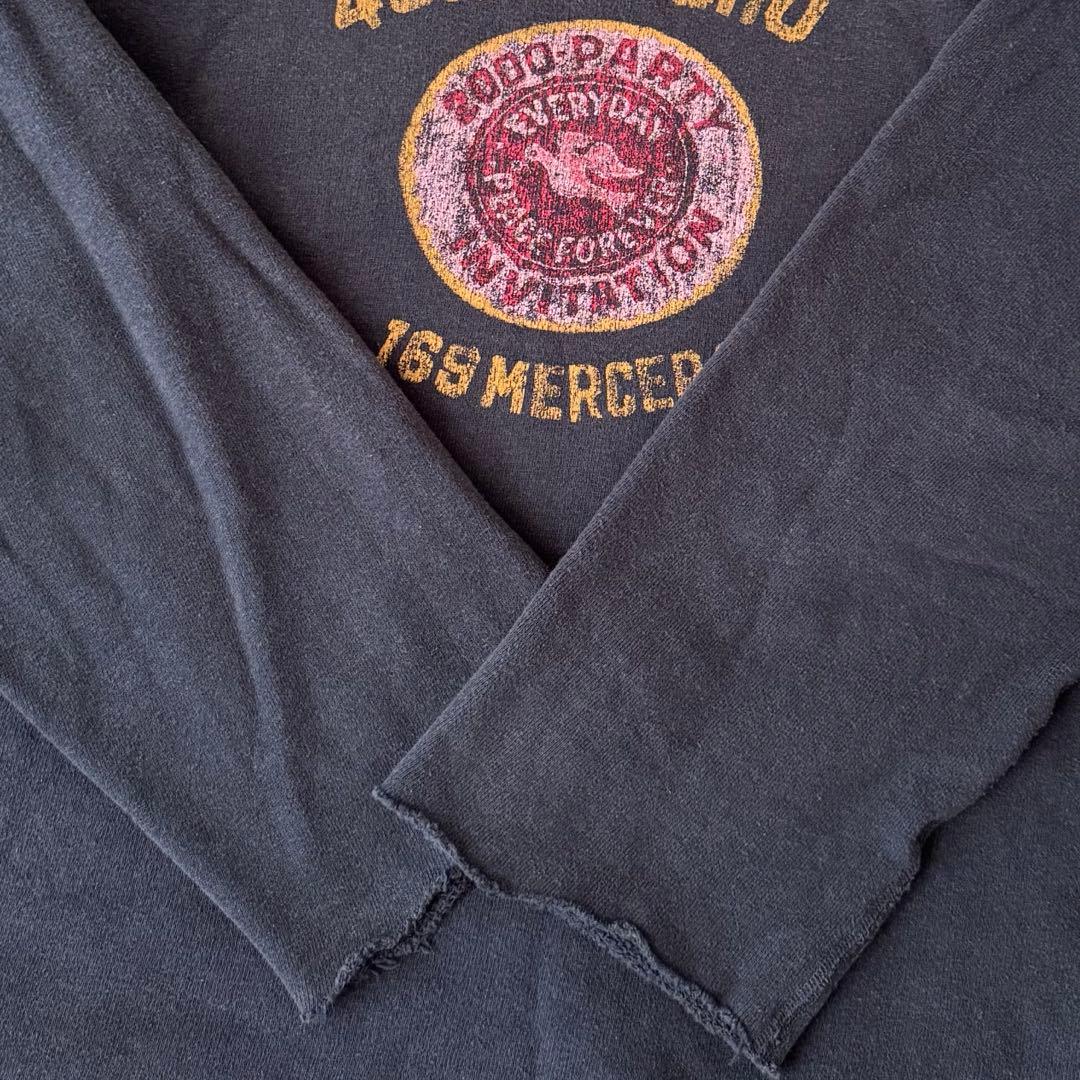 2000 PARTY
EVERYDAY
PEACE FOREVER
INVITATION
169 MERCER